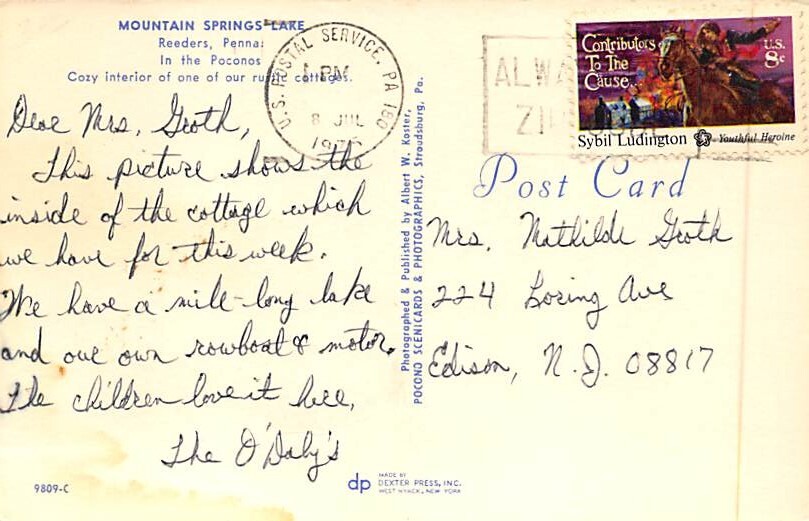 MOUNTAIN SPRINGS LAKE
Reeders, Penna:
In the Poconos
Cozy interior of one of our rustic cottages.
U.S. POSTAL SERVICE, PA 180
PM
8 JUL
Contributors
To The
Cause...
U.S.
8c
Sybil Ludington Youthful Heroine
Post Card
Dear Mrs. Groth,
This picture shows the
inside of the cottage which
we have for this week.
We have a mile-long lake
and our own rowboat & motor.
The children love it here.
The O'Daly's
Mrs. Mathilde Groth
224 Loring Ave
Edison, N.J. 08817
Photographed & Published by Albert W. Koster,
POCONO SCENICARDS & PHOTOGRAPHICS, Stroudsburg, Pa.
9809-C
dp
MADE BY
DEXTER PRESS, INC.
WEST NYACK, NEW YORK